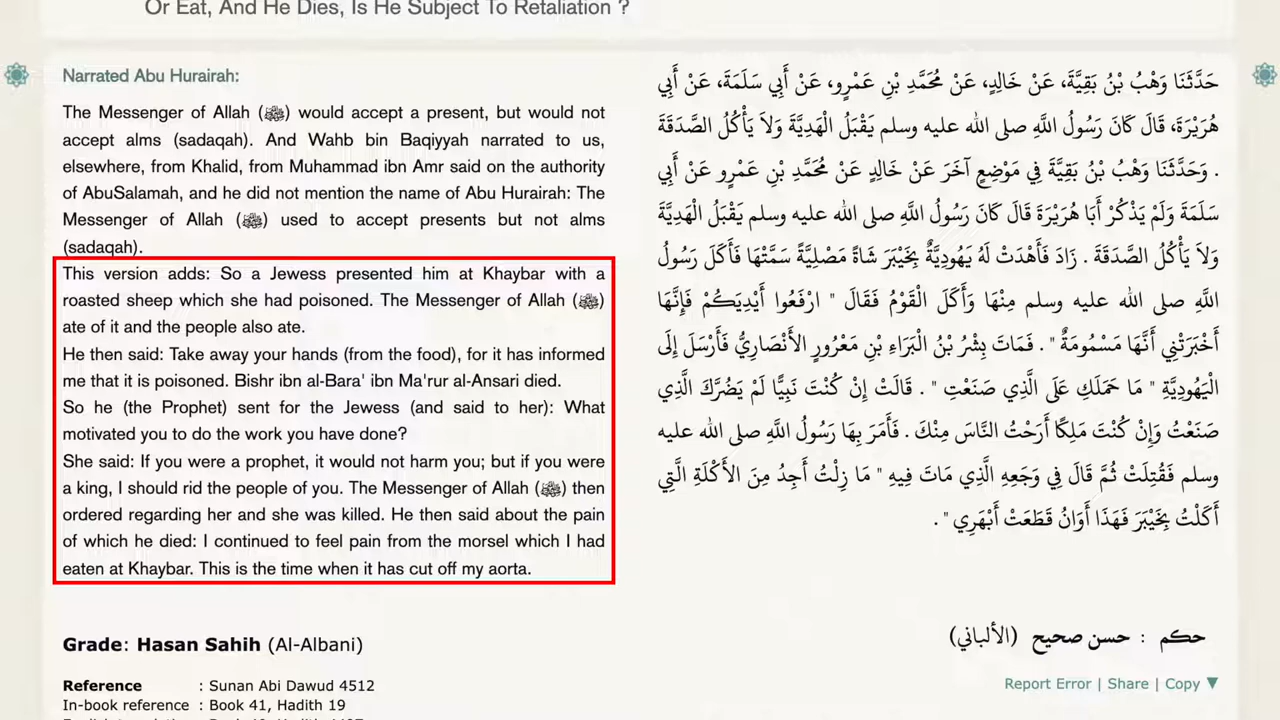 Or Eat, And He Dies, Is He Subject To Retaliation ?
Narrated Abu Hurairah:
The Messenger of Allah (ﷺ) would accept a present, but would not
accept alms (sadaqah). And Wahb bin Baqiyyah narrated to us,
elsewhere, from Khalid, from Muhammad ibn Amr said on the authority
of AbuSalamah, and he did not mention the name of Abu Hurairah: The
Messenger of Allah (ﷺ) used to accept presents but not alms
(sadaqah).
This version adds: So a Jewess presented him at Khaybar with a
roasted sheep which she had poisoned. The Messenger of Allah (ﷺ)
ate of it and the people also ate.
He then said: Take away your hands (from the food), for it has informed
me that it is poisoned. Bishr ibn al-Bara' ibn Ma'rur al-Ansari died.
So he (the Prophet) sent for the Jewess (and said to her): What
motivated you to do the work you have done?
She said: If you were a prophet, it would not harm you; but if you were
a king, I should rid the people of you. The Messenger of Allah (ﷺ) then
ordered regarding her and she was killed. He then said about the pain
of which he died: I continued to feel pain from the morsel which I had
eaten at Khaybar. This is the time when it has cut off my aorta.
حَدَّثَنَا وَهْبُ بْنُ بَقِيَّةَ، عَنْ خَالِدٍ، عَنْ مُحَمَّدِ بْنِ عَمْرٍو، عَنْ أَبِي سَلَمَةَ، عَنْ أَبِي
هُرَيْرَةَ، قَالَ كَانَ رَسُولُ اللَّهِ صلى الله عليه وسلم يَقْبَلُ الْهَدِيَّةَ وَلاَ يَأْكُلُ الصَّدَقَةَ
. وَحَدَّثَنَا وَهْبُ بْنُ بَقِيَّةَ فِي مَوْضِعٍ آخَرَ عَنْ خَالِدٍ عَنْ مُحَمَّدِ بْنِ عَمْرٍو عَنْ أَبِي
سَلَمَةَ وَلَمْ يَذْكُرْ أَبَا هُرَيْرَةَ قَالَ كَانَ رَسُولُ اللَّهِ صلى الله عليه وسلم يَقْبَلُ الْهَدِيَّةَ
وَلاَ يَأْكُلُ الصَّدَقَةَ . زَادَ فَأَهْدَتْ لَهُ يَهُودِيَّةٌ بِخَيْبَرَ شَاةً مَصْلِيَّةً سَمَّتْهَا فَأَكَلَ رَسُولُ
اللَّهِ صلى الله عليه وسلم مِنْهَا وَأَكَلَ الْقَوْمُ فَقَالَ " ارْفَعُوا أَيْدِيَكُمْ فَإِنَّهَا
أَخْبَرَتْنِي أَنَّهَا مَسْمُومَةٌ " . فَمَاتَ بِشْرُ بْنُ الْبَرَاءِ بْنِ مَعْرُورٍ الأَنْصَارِيُّ فَأَرْسَلَ إِلَى
الْيَهُودِيَّةِ " مَا حَمَلَكِ عَلَى الَّذِي صَنَعْتِ " . قَالَتْ إِنْ كُنْتَ نَبِيًّا لَمْ يَضُرَّكَ الَّذِي
صَنَعْتُ وَإِنْ كُنْتَ مَلِكًا أَرَحْتُ النَّاسَ مِنْكَ . فَأَمَرَ بِهَا رَسُولُ اللَّهِ صلى الله عليه
وسلم فَقُتِلَتْ ثُمَّ قَالَ فِي وَجَعِهِ الَّذِي مَاتَ فِيهِ " مَا زِلْتُ أَجِدُ مِنَ الأَكْلَةِ الَّتِي
أَكَلْتُ بِخَيْبَرَ فَهَذَا أَوَانُ قَطَعَتْ أَبْهَرِي " .
Grade: Hasan Sahih (Al-Albani)
حكم : حسن صحيح (الألباني)
Reference : Sunan Abi Dawud 4512
In-book reference : Book 41, Hadith 19
Report Error | Share | Copy ▼